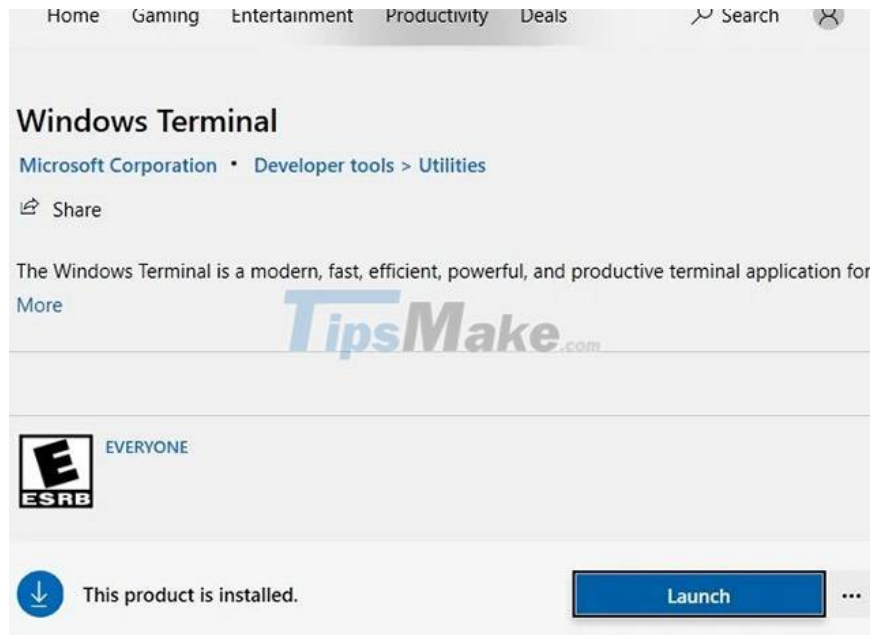 Home Gaming Entertainment Productivity Deals Search
Windows Terminal
Microsoft Corporation • Developer tools > Utilities
Share
The Windows Terminal is a modern, fast, efficient, powerful, and productive terminal application for
More
TipsMake.com
E EVERYONE
ESRB
This product is installed. Launch ...